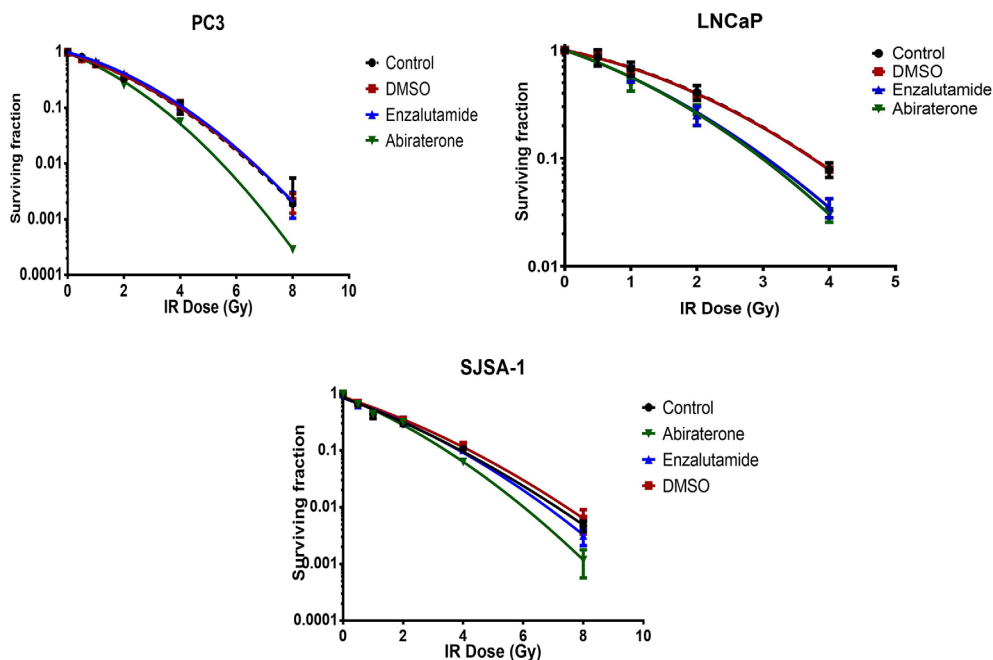 PC3
Surviving fraction
1
0.1
0.01
0.001
0.0001
0
2
4
6
8
10
IR Dose (Gy)
Control
DMSO
Enzalutamide
Abiraterone
LNCaP
Surviving fraction
1
0.1
0.01
0
1
2
3
4
5
IR Dose (Gy)
Control
DMSO
Enzalutamide
Abiraterone
SJSA-1
Surviving fraction
1
0.1
0.01
0.001
0.0001
0
2
4
6
8
10
IR Dose (Gy)
Control
Abiraterone
Enzalutamide
DMSO